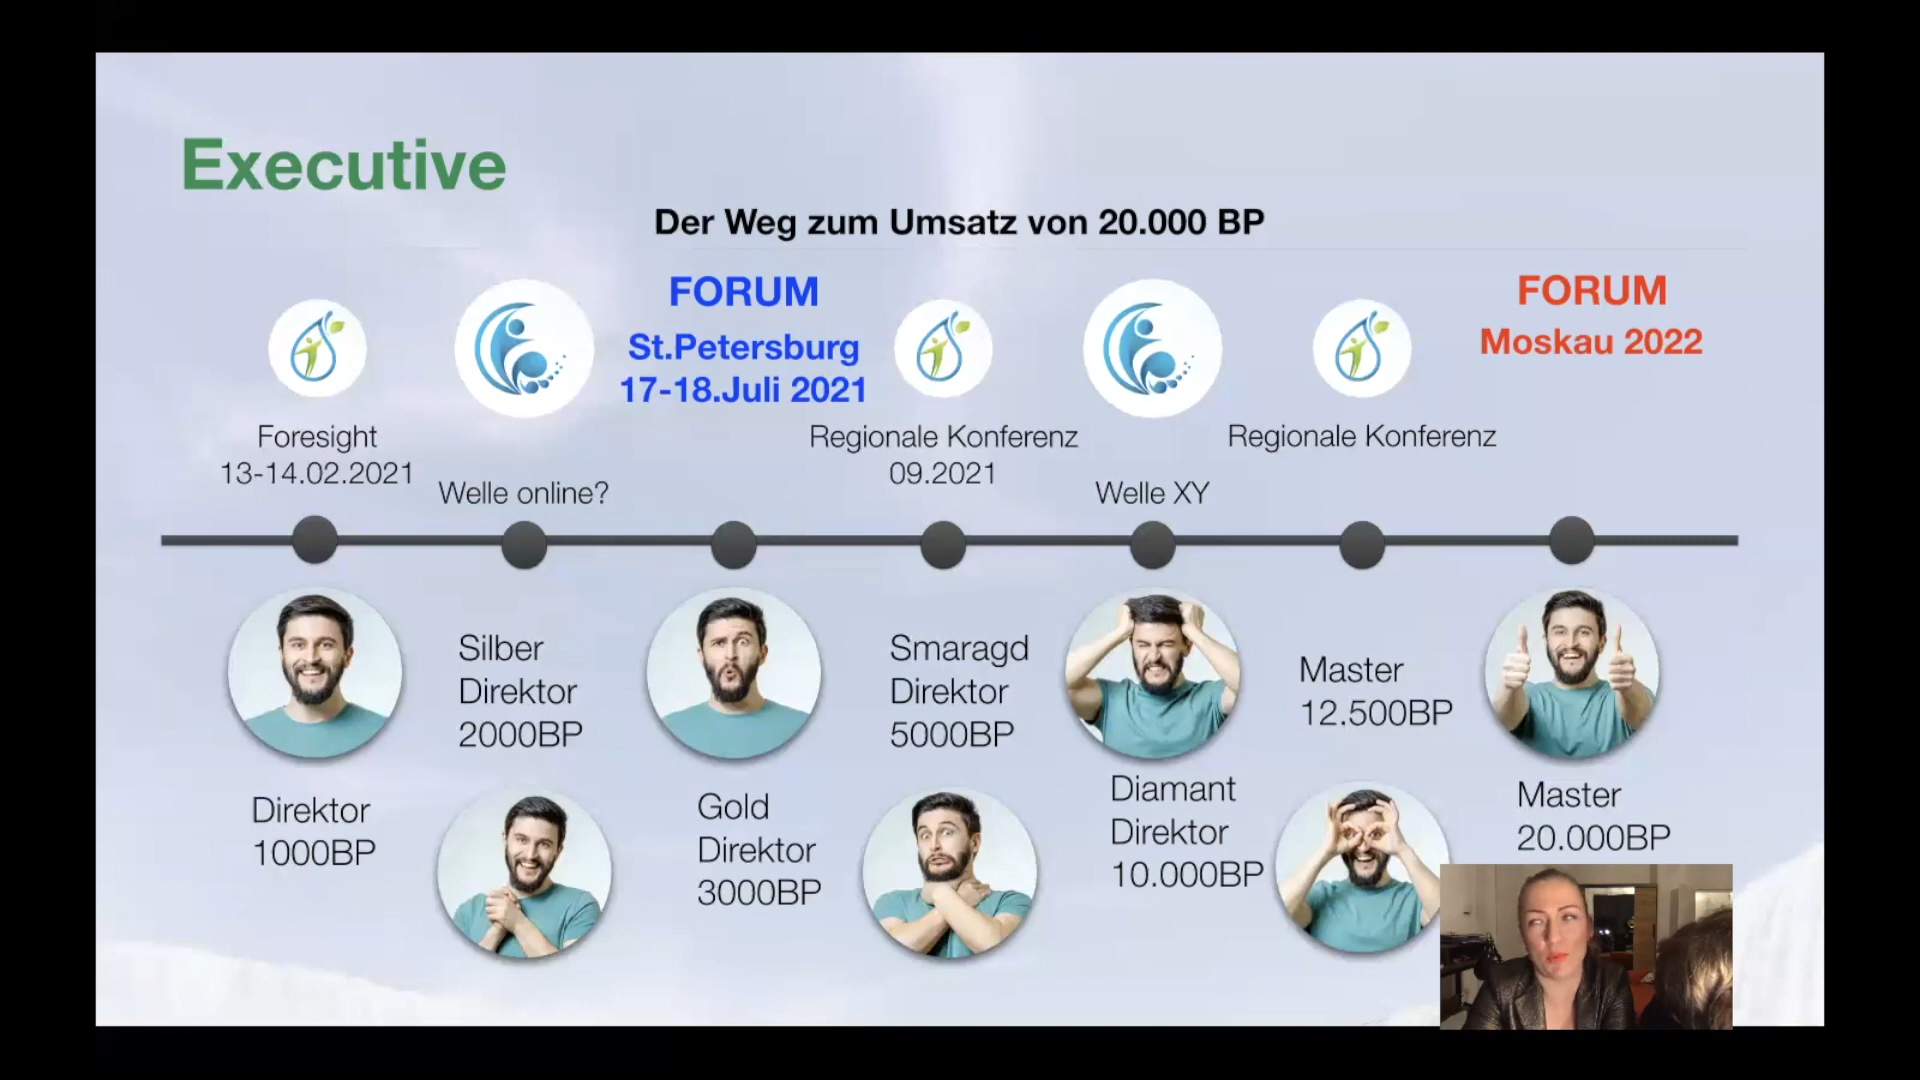 Executive
Der Weg zum Umsatz von 20.000 BP
FORUM
St.Petersburg
17-18.Juli 2021
FORUM
Moskau 2022
Foresight
13-14.02.2021
Welle online?
Regionale Konferenz
09.2021
Welle XY
Regionale Konferenz
Direktor
1000BP
Silber
Direktor
2000BP
Gold
Direktor
3000BP
Smaragd
Direktor
5000BP
Diamant
Direktor
10.000BP
Master
12.500BP
Master
20.000BP